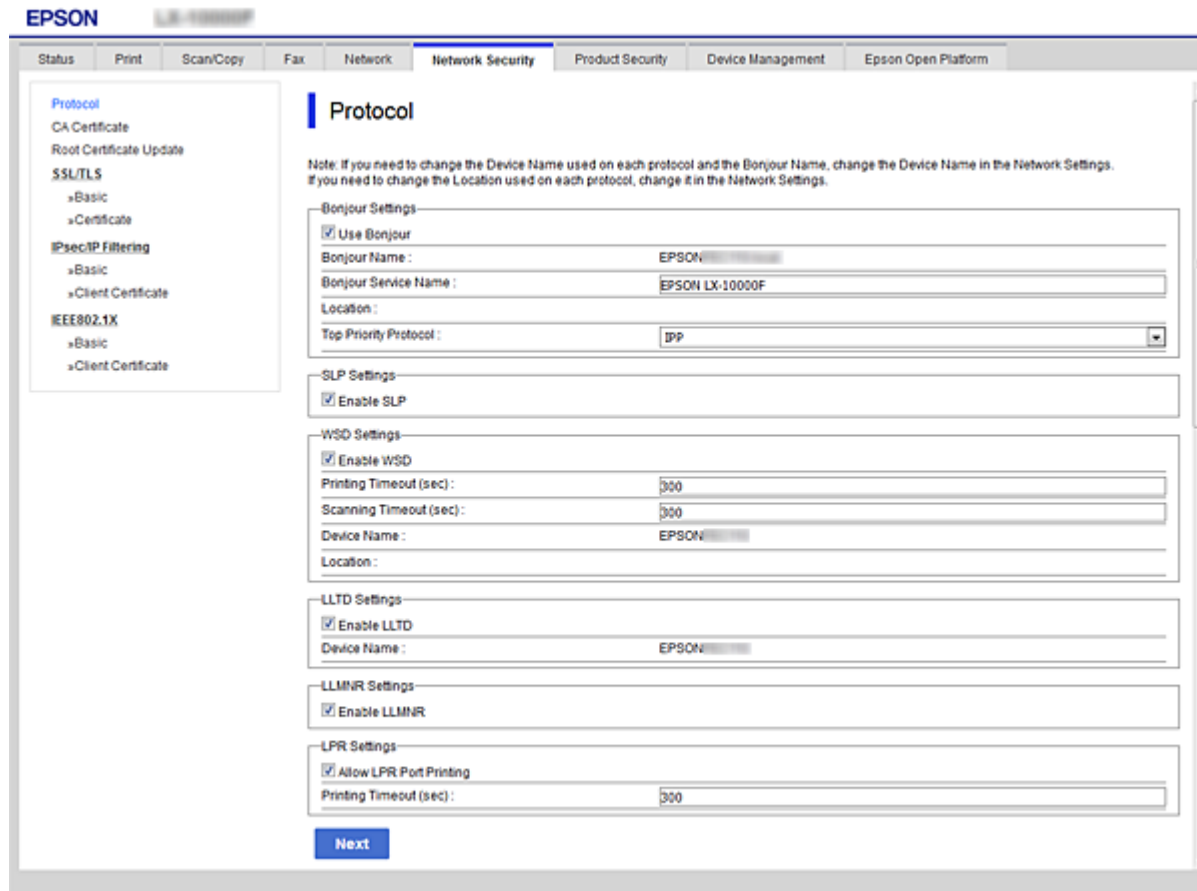 EPSON
Status Print Scan/Copy Fax Network Network Security Product Security Device Management Epson Open Platform
Protocol
CA Certificate
Root Certificate Update
SSL/TLS
»Basic
»Certificate
IPsec/IP Filtering
»Basic
»Client Certificate
IEEE802.1X
»Basic
»Client Certificate
Protocol
Note: If you need to change the Device Name used on each protocol and the Bonjour Name, change the Device Name in the Network Settings.
If you need to change the Location used on each protocol, change it in the Network Settings.
Bonjour Settings
Use Bonjour
Bonjour Name : EPSON
Bonjour Service Name : EPSON LX-10000F
Location :
Top Priority Protocol : IPP
SLP Settings
Enable SLP
WSD Settings
Enable WSD
Printing Timeout (sec) : 300
Scanning Timeout (sec) : 300
Device Name : EPSON
Location :
LLTD Settings
Enable LLTD
Device Name : EPSON
LLMNR Settings
Enable LLMNR
LPR Settings
Allow LPR Port Printing
Printing Timeout (sec) : 300
Next